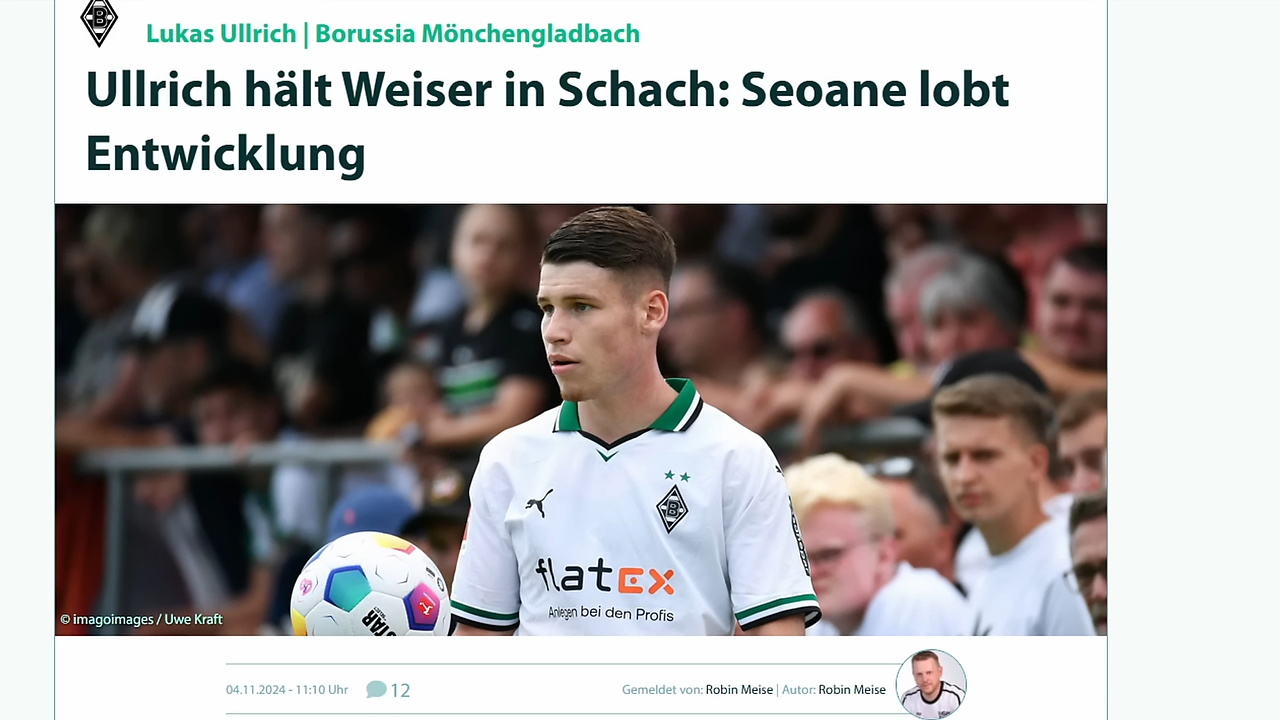 Lukas Ullrich | Borussia Mönchengladbach
Ullrich hält Weiser in Schach: Seoane lobt
Entwicklung
flatex
Anlegen bei den Profis
STAR
© imagoimages / Uwe Kraft
04.11.2024 - 11:10 Uhr
12
Gemeldet von: Robin Meise | Autor: Robin Meise